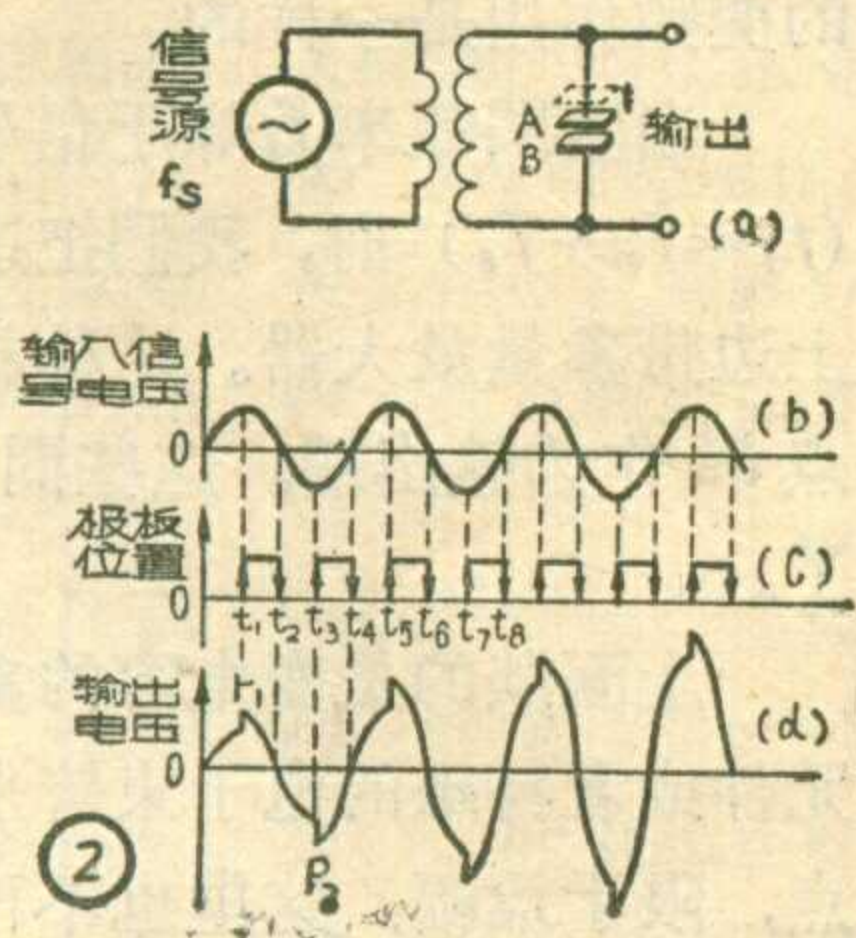 信号源
fs
A
B
输出
(a)
输入信
号电压
0
(b)
极板
位置
0
(c)
t₁ t₂ t₃ t₄ t₅ t₆ t₇ t₈
P₁
输出
电压
0
(d)
P₂
②